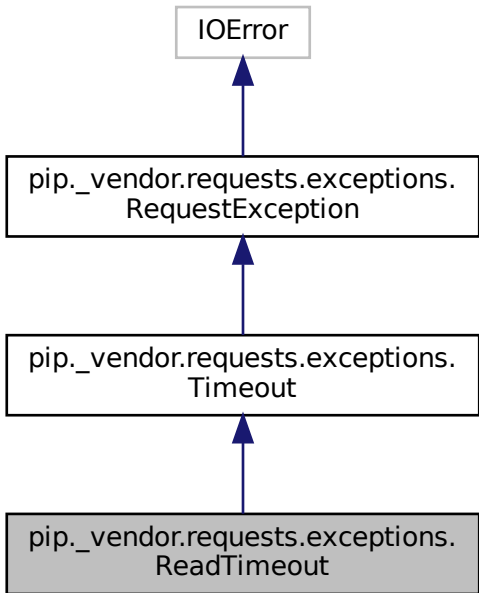 IOError
pip._vendor.requests.exceptions.
RequestException
pip._vendor.requests.exceptions.
Timeout
pip._vendor.requests.exceptions.
ReadTimeout